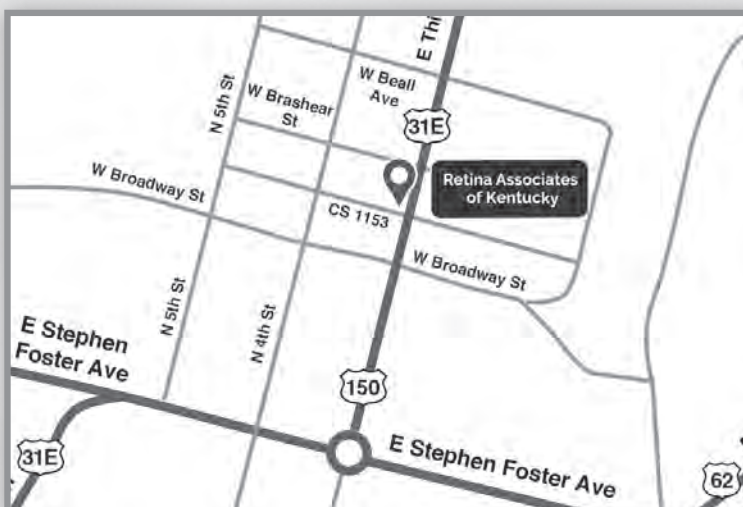 E Thi
N 5th St
W Beall
Ave
W Brashear
St
31E
W Broadway St
Retina Associates
of Kentucky
CS 1153
W Broadway St
N 5th St
N 4th St
E Stephen
Foster Ave
150
31E
E Stephen Foster Ave
62